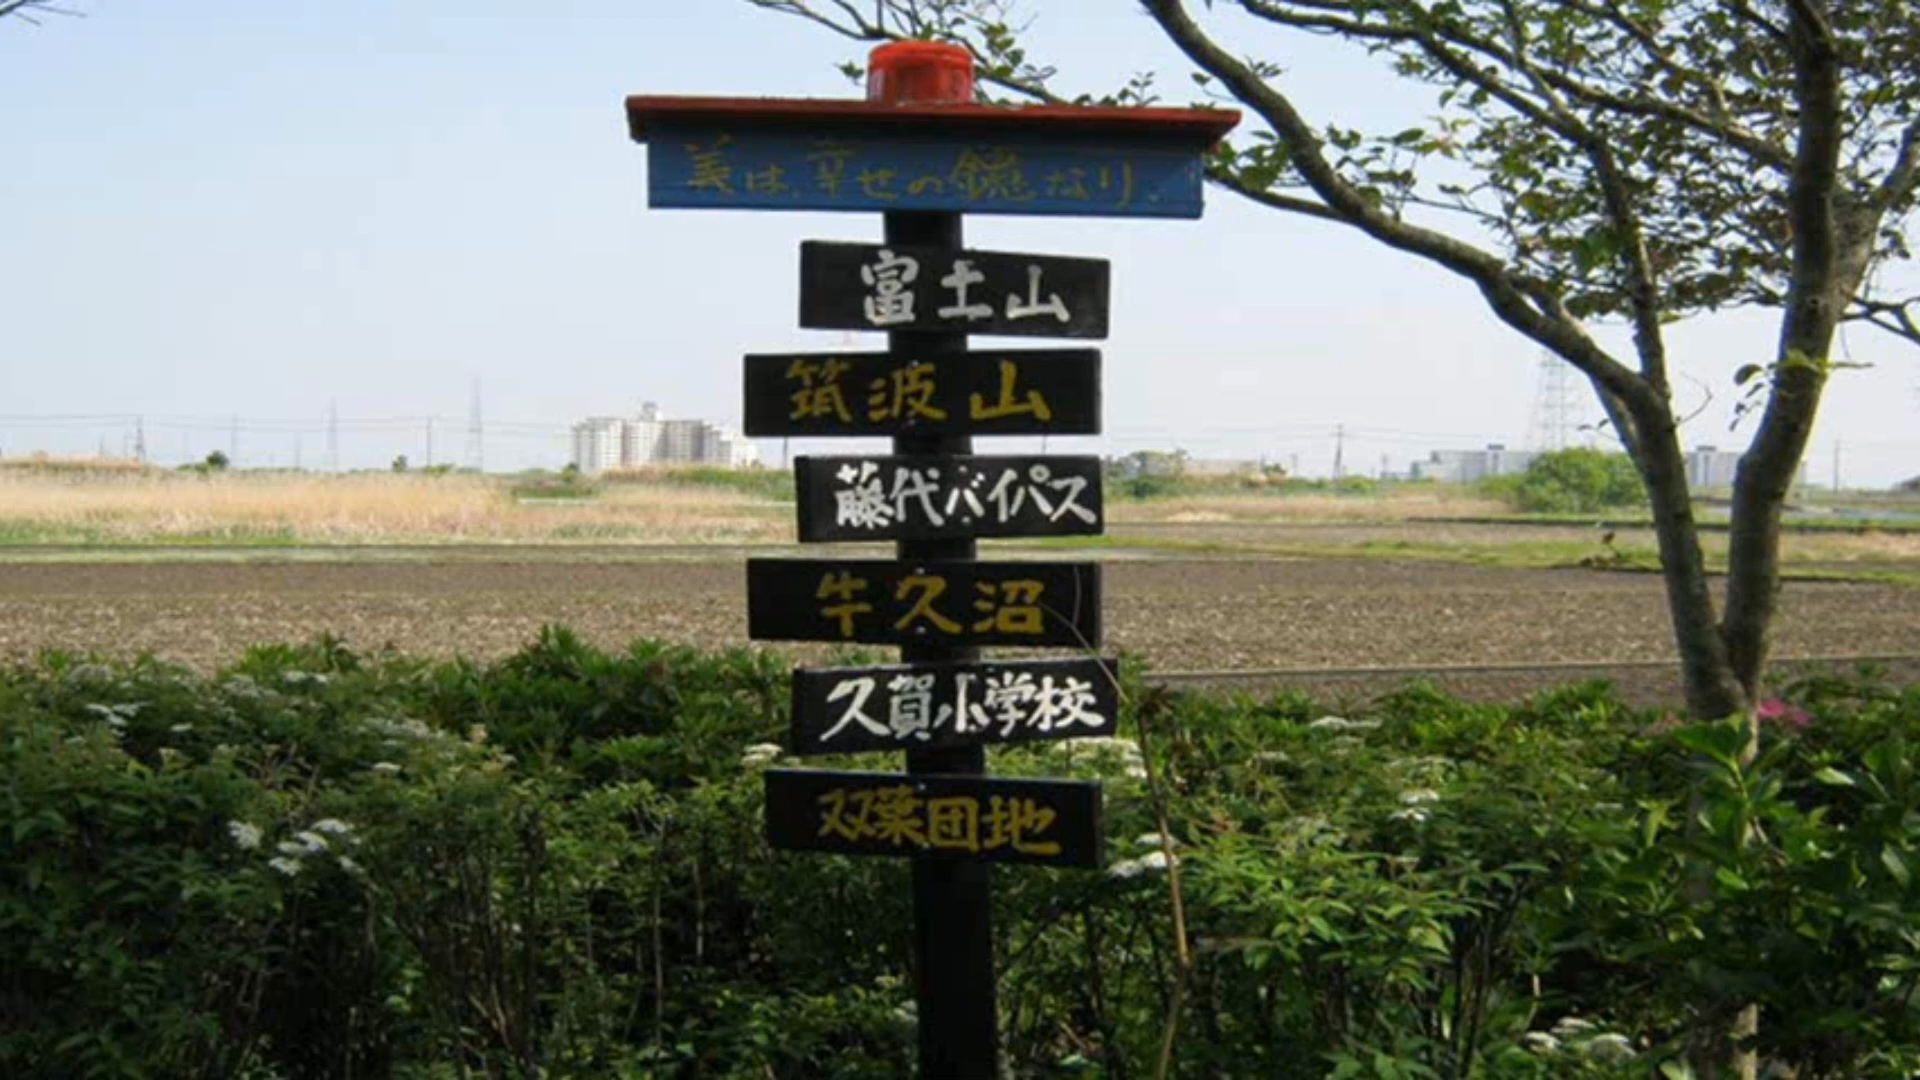 義は、幸せの鏡なり.
富士山
筑波山
藤代バイパス
牛久沼
久賀小学校
双葉団地